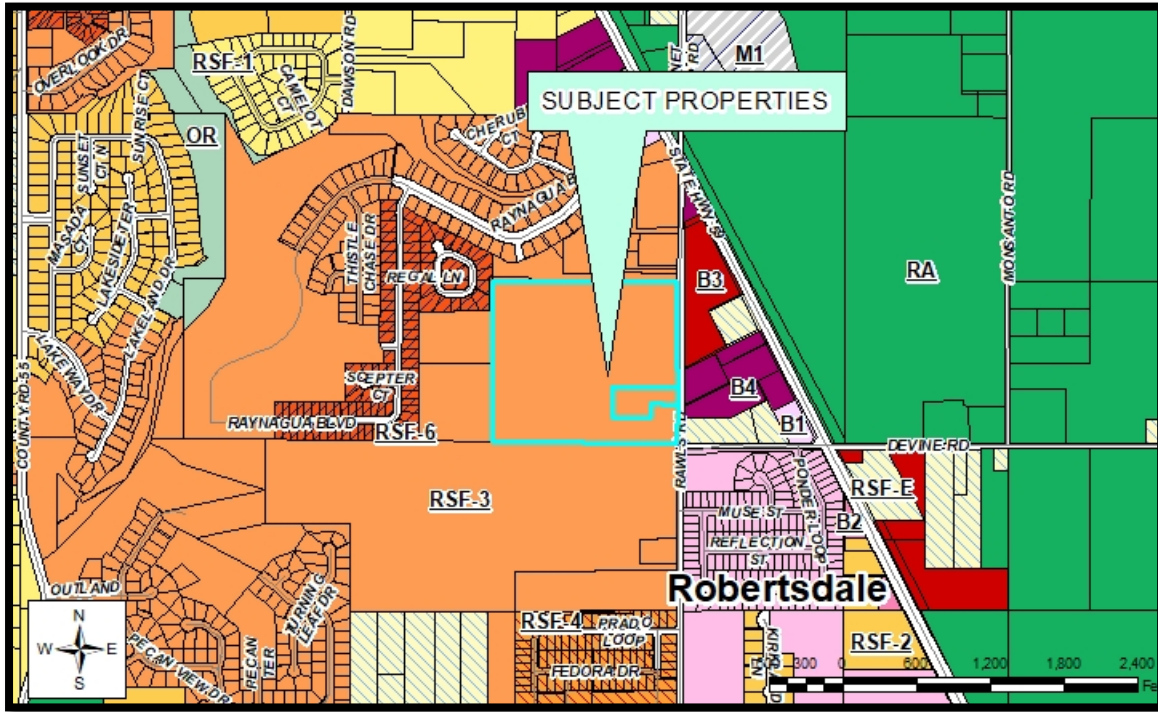 OVERLOOK DR
RSF-1
CAMELOT
CT
DAWSON RD
M1
SUBJECT PROPERTIES
SUNRISE CT
OR
SUNSET
CT N
CHERUB
CT
MASADA
CT
LAKESIDE TER
LAKELAND DR
RAYNAGUA B
STATE HWY 59
MONSANTO RD
THISTLE
CHASE DR
REGAL LN
B3
RA
LAKEWAY DR
COUNTY RD 55
SCEPTER
CT
B4
RAYNAGUA BLVD
RSF-6
RAWLS RD
B1
DEVINE RD
RSF-3
PONDER LOOP
RSF-E
MUSE ST
B2
REFLECTION
ST
OUTLAND
TURNING
LEAF DR
Robertsdale
N
W E
S
PECAN VIEW DR
PECAN
TER
RSF-4
PRADO
LOOP
FEDORA DR
RSF-2
300 0 600 1,200 1,800 2,400
Fe